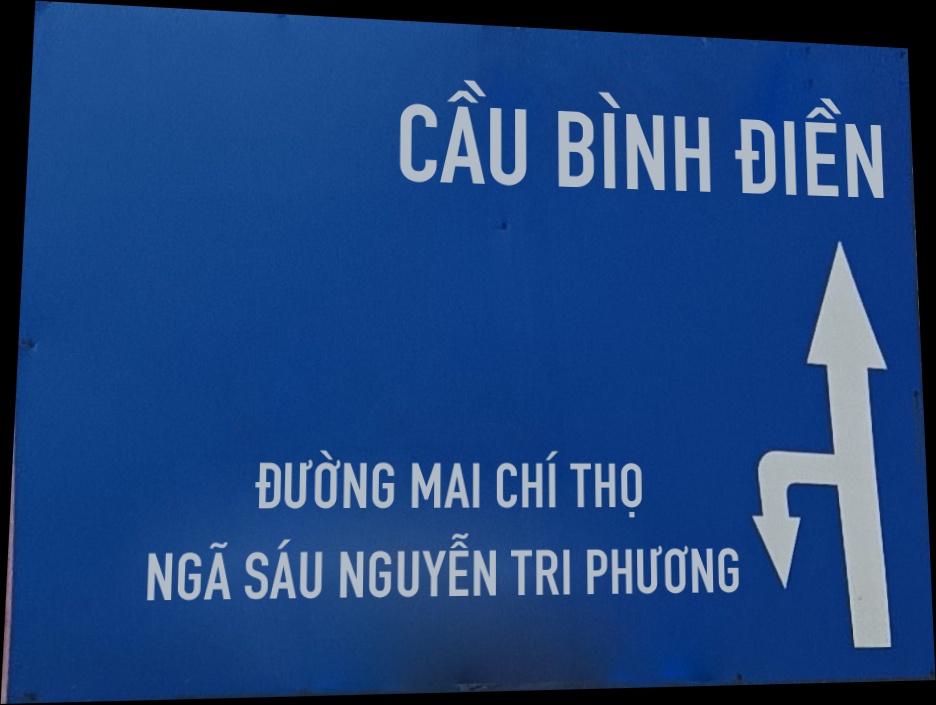 CẦU BÌNH ĐIỀN
ĐƯỜNG MAI CHÍ THỌ
NGÃ SÁU NGUYỄN TRI PHƯƠNG